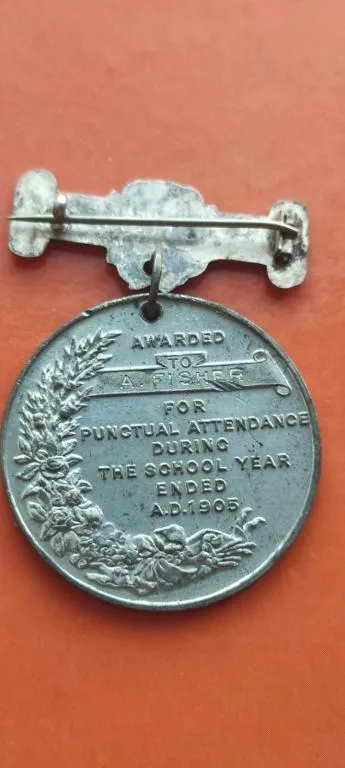 AWARDED
TO
A. FISHER
FOR
PUNCTUAL ATTENDANCE
DURING
THE SCHOOL YEAR
ENDED
A.D. 1905